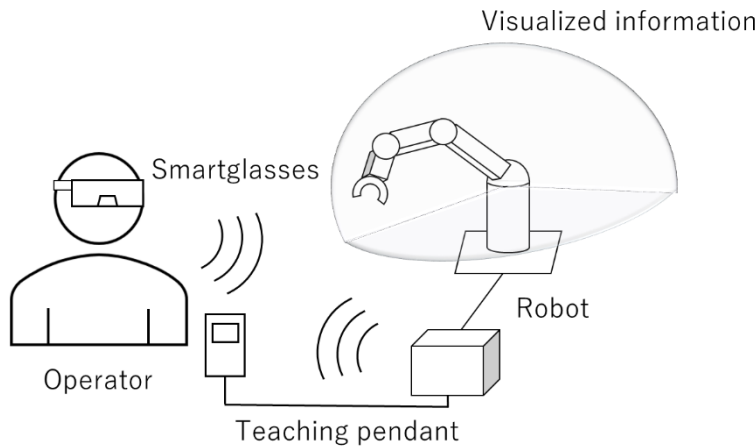 Visualized information
Smartglasses
Robot
Operator
Teaching pendant